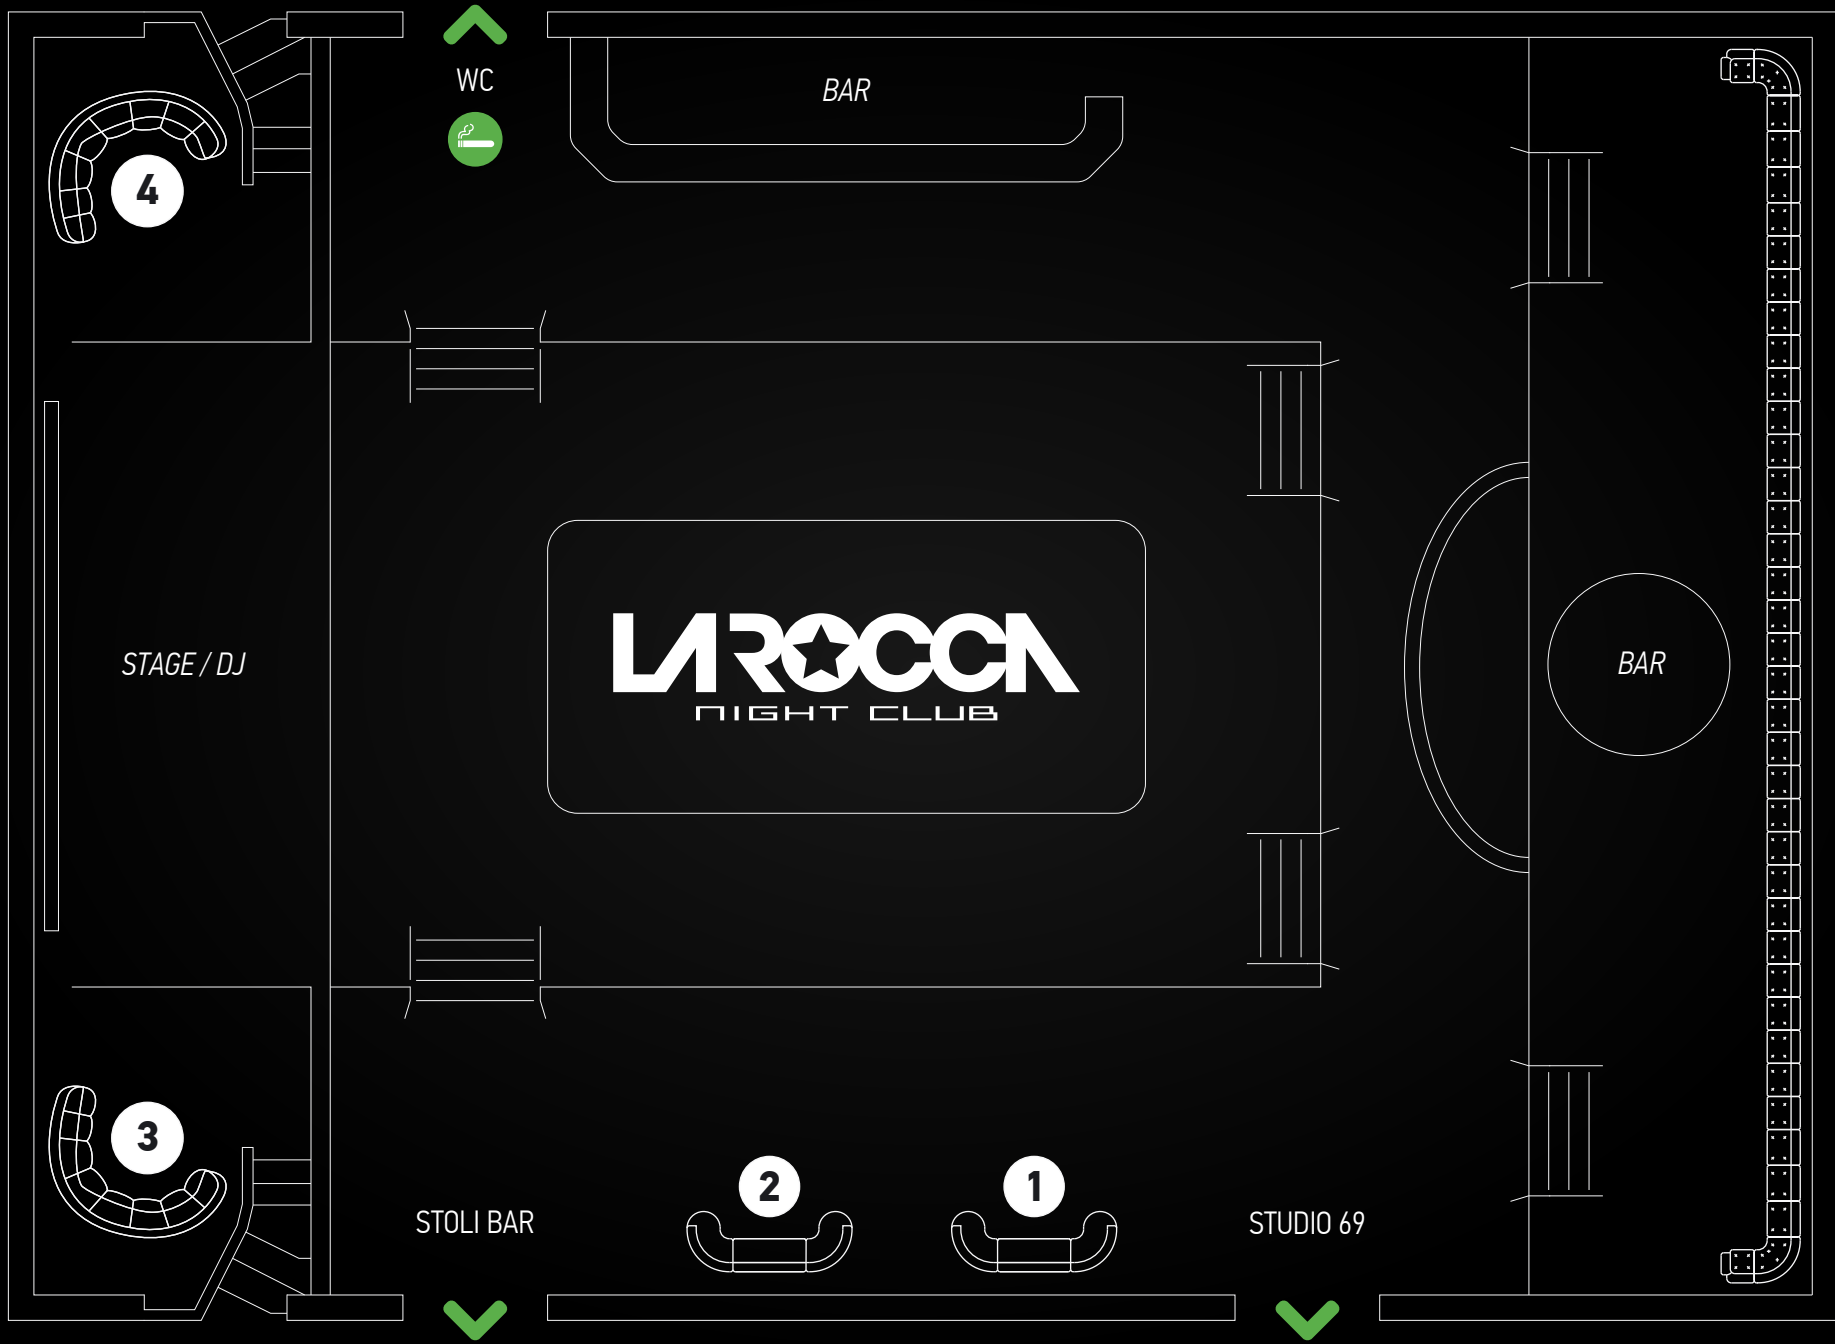 WC
BAR
4
STAGE / DJ
LAROCCA
NIGHT CLUB
BAR
3
2
1
STOLI BAR
STUDIO 69